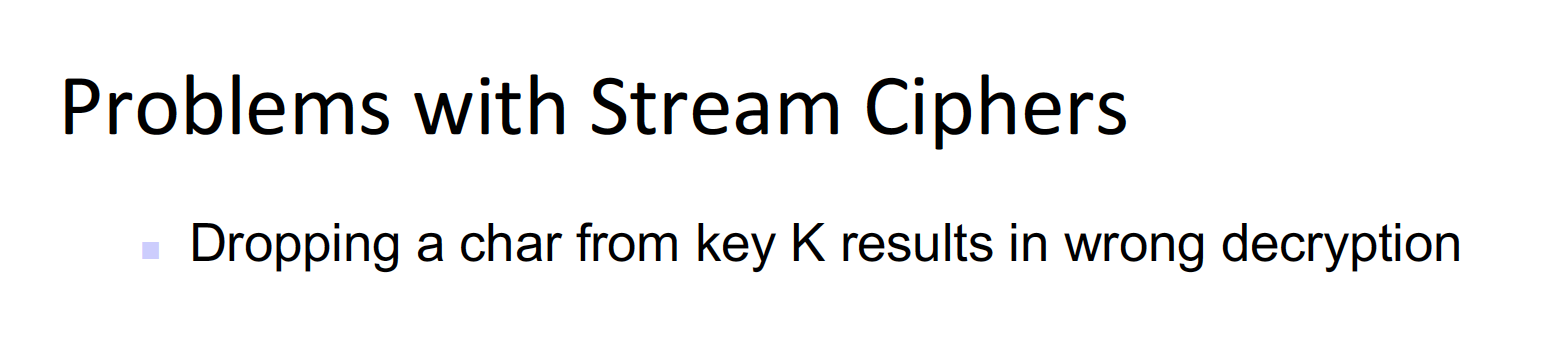 Problems with Stream Ciphers
Dropping a char from key K results in wrong decryption